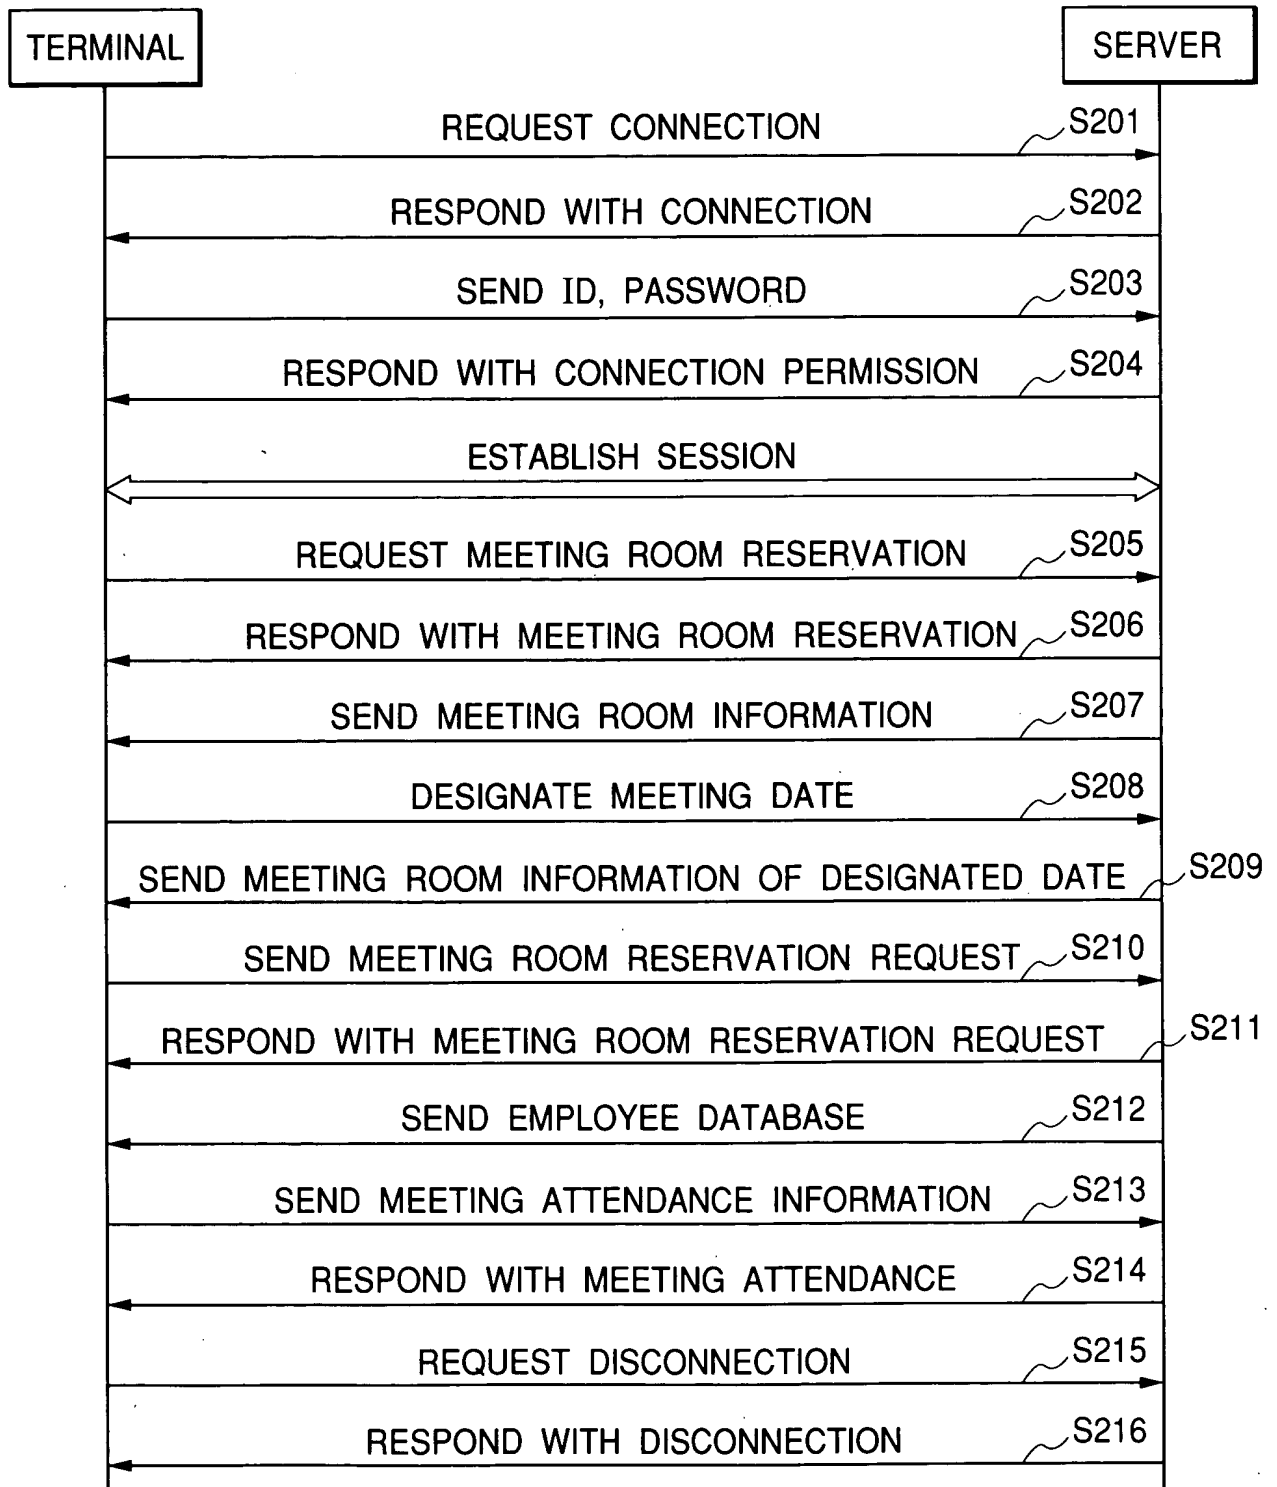 TERMINAL
SERVER
REQUEST CONNECTION
S201
RESPOND WITH CONNECTION
S202
SEND ID, PASSWORD
S203
RESPOND WITH CONNECTION PERMISSION
S204
ESTABLISH SESSION
REQUEST MEETING ROOM RESERVATION
S205
RESPOND WITH MEETING ROOM RESERVATION
S206
SEND MEETING ROOM INFORMATION
S207
DESIGNATE MEETING DATE
S208
SEND MEETING ROOM INFORMATION OF DESIGNATED DATE
S209
SEND MEETING ROOM RESERVATION REQUEST
S210
RESPOND WITH MEETING ROOM RESERVATION REQUEST
S211
SEND EMPLOYEE DATABASE
S212
SEND MEETING ATTENDANCE INFORMATION
S213
RESPOND WITH MEETING ATTENDANCE
S214
REQUEST DISCONNECTION
S215
RESPOND WITH DISCONNECTION
S216